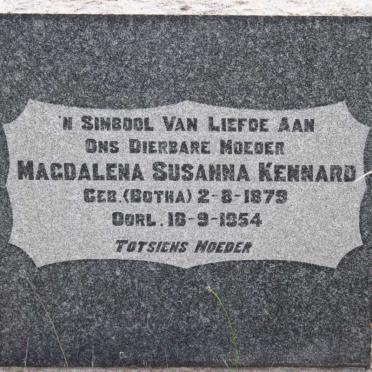 'N SINBOOL VAN LIEFDE AAN
ONS DIERBARE MOEDER
MAGDALENA SUSANNA KENNARD
GEB. (BOTHA) 2-8-1879
OORL. 18-9-1954
TOTSIENS MOEDER